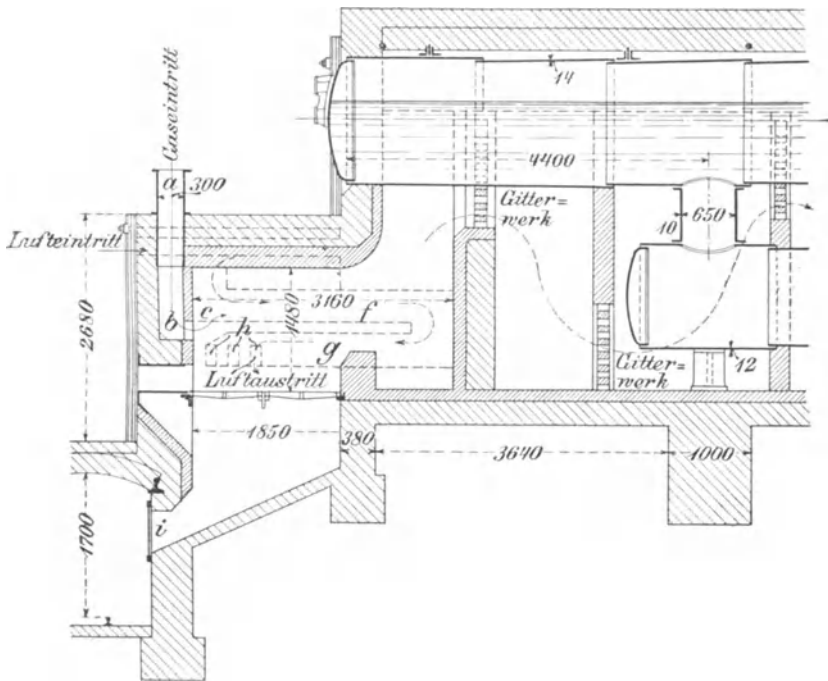 Gaseintritt
14
a
300
4400
Gitter=
werk
10
650
Lufteintritt
3160
b
c
f
1480
2680
h
g
Luftaustritt
Gitter=
werk
12
1850
380
3640
1000
1700
i